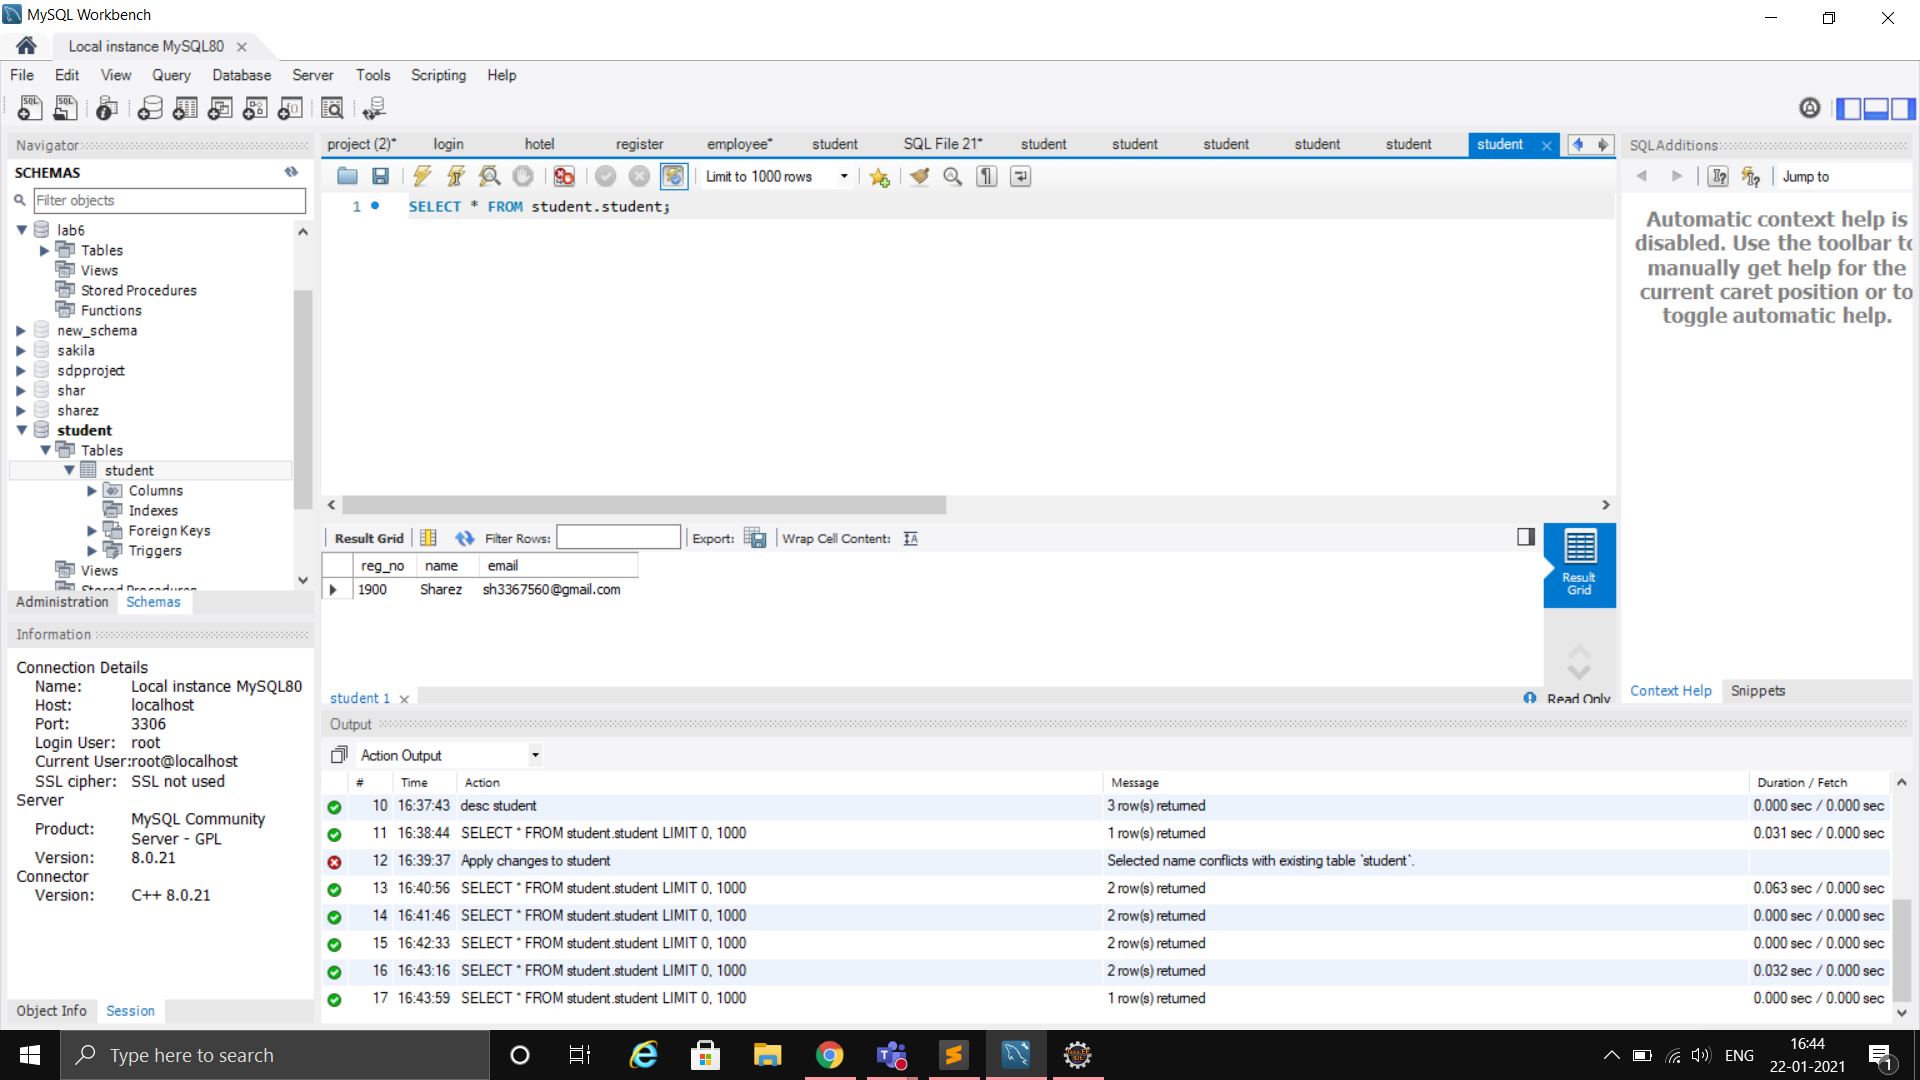 MySQL Workbench
Local instance MySQL80
File Edit View Query Database Server Tools Scripting Help
Navigator
SCHEMAS
Filter objects
lab6
Tables
Views
Stored Procedures
Functions
new_schema
sakila
sdpproject
shar
sharez
student
Tables
student
Columns
Indexes
Foreign Keys
Triggers
Views
Stored Procedures
Administration Schemas
Information
Connection Details
Name: Local instance MySQL80
Host: localhost
Port: 3306
Login User: root
Current User: root@localhost
SSL cipher: SSL not used
Server
Product: MySQL Community
Server - GPL
Version: 8.0.21
Connector
Version: C++ 8.0.21
Object Info Session
project (2)* login hotel register employee* student SQL File 21* student student student student student student
Limit to 1000 rows
1 SELECT * FROM student.student;
Result Grid Filter Rows: Export: Wrap Cell Content:
reg_no name email
1900 Sharez sh3367560@gmail.com
Result
Grid
student 1
Read Only
SQLAdditions
Jump to
Automatic context help is
disabled. Use the toolbar to
manually get help for the
current caret position or to
toggle automatic help.
Context Help Snippets
Output
Action Output
# Time Action Message Duration / Fetch
10 16:37:43 desc student 3 row(s) returned 0.000 sec / 0.000 sec
11 16:38:44 SELECT * FROM student.student LIMIT 0, 1000 1 row(s) returned 0.031 sec / 0.000 sec
12 16:39:37 Apply changes to student Selected name conflicts with existing table `student`.
13 16:40:56 SELECT * FROM student.student LIMIT 0, 1000 2 row(s) returned 0.063 sec / 0.000 sec
14 16:41:46 SELECT * FROM student.student LIMIT 0, 1000 2 row(s) returned 0.000 sec / 0.000 sec
15 16:42:33 SELECT * FROM student.student LIMIT 0, 1000 2 row(s) returned 0.000 sec / 0.000 sec
16 16:43:16 SELECT * FROM student.student LIMIT 0, 1000 2 row(s) returned 0.032 sec / 0.000 sec
17 16:43:59 SELECT * FROM student.student LIMIT 0, 1000 1 row(s) returned 0.000 sec / 0.000 sec
Type here to search
ENG
16:44
22-01-2021
1